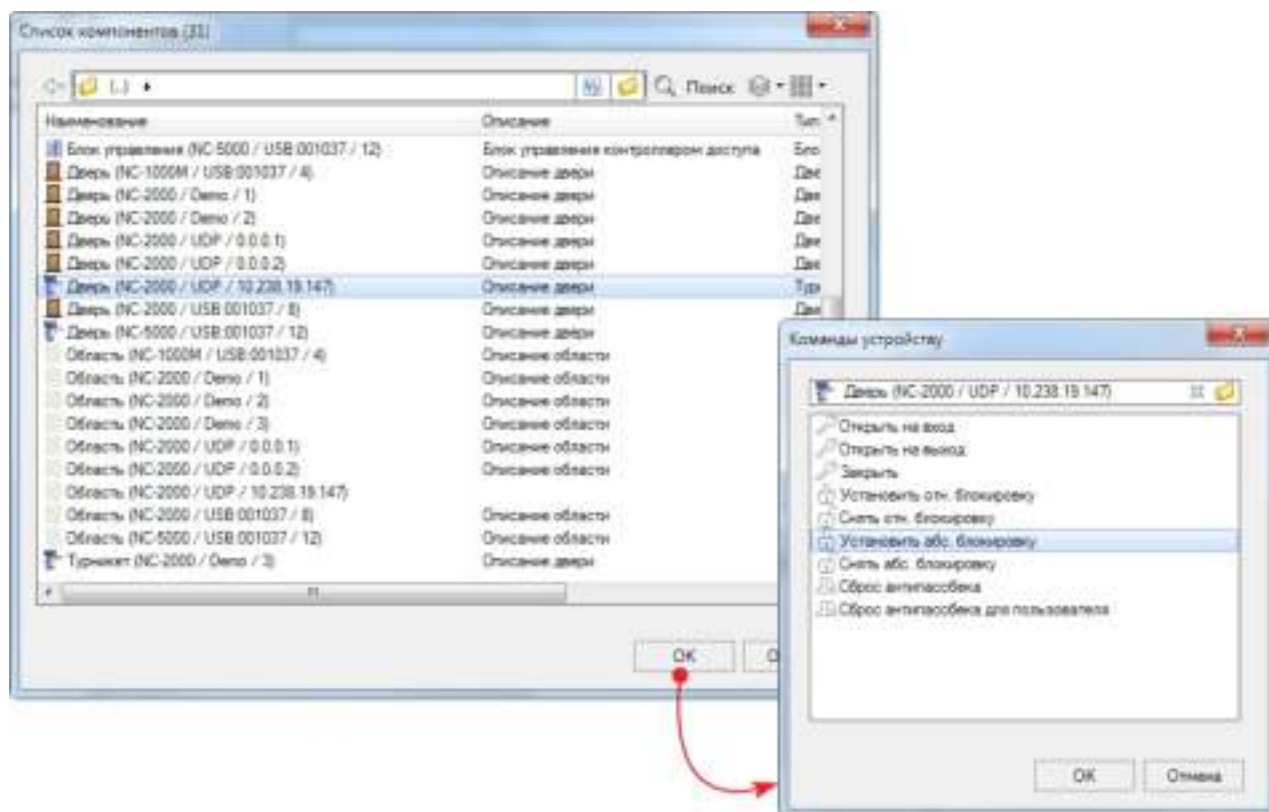 Список компонентов (31)
(..)
Поиск
Наименование Описание Тип
Блок управления (NC-5000 / USB:001037 / 12) Блок управления контроллером доступа Бло
Дверь (NC-1000M / USB:001037 / 4) Описание двери Две
Дверь (NC-2000 / Demo / 1) Описание двери Две
Дверь (NC-2000 / Demo / 2) Описание двери Две
Дверь (NC-2000 / UDP / 0.0.0.1) Описание двери Две
Дверь (NC-2000 / UDP / 0.0.0.2) Описание двери Две
Дверь (NC-2000 / UDP / 10.238.19.147) Описание двери Турн
Дверь (NC-2000 / USB:001037 / 8) Описание двери Две
Дверь (NC-5000 / USB:001037 / 12) Описание двери
Область (NC-1000M / USB:001037 / 4) Описание области
Область (NC-2000 / Demo / 1) Описание области
Область (NC-2000 / Demo / 2) Описание области
Область (NC-2000 / Demo / 3) Описание области
Область (NC-2000 / UDP / 0.0.0.1) Описание области
Область (NC-2000 / UDP / 0.0.0.2) Описание области
Область (NC-2000 / UDP / 10.238.19.147)
Область (NC-2000 / USB:001037 / 8) Описание области
Область (NC-5000 / USB:001037 / 12) Описание области
Турникет (NC-2000 / Demo / 3) Описание двери
OK О
Команды устройству
Дверь (NC-2000 / UDP / 10.238.19.147)
Открыть на вход
Открыть на выход
Закрыть
Установить отн. блокировку
Снять отн. блокировку
Установить абс. блокировку
Снять абс. блокировку
Сброс антипассбека
Сброс антипассбека для пользователя
OK Отмена